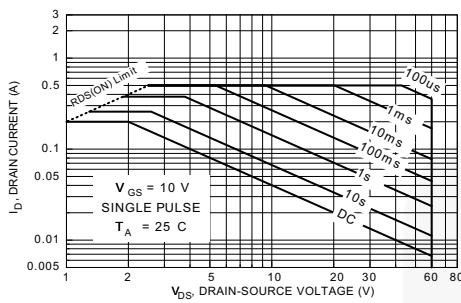 3
1
0.5
0.1
0.05
0.01
0.005
I D, DRAIN CURRENT (A)
RDS(ON) Limit
100us
1ms
10ms
100ms
1s
10s
DC
V GS = 10 V
SINGLE PULSE
T A = 25 C
1 2 5 10 20 30 60 80
V DS, DRAIN-SOURCE VOLTAGE (V)